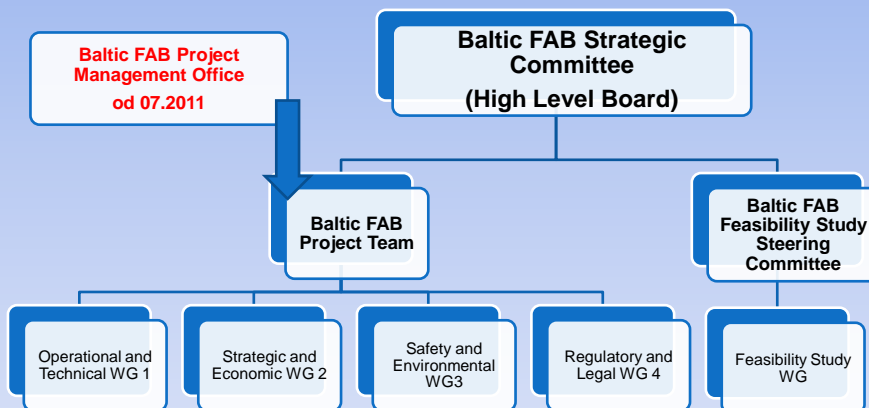 Baltic FAB Project
Management Office
od 07.2011
Baltic FAB Strategic
Committee
(High Level Board)
Baltic FAB
Project Team
Baltic FAB
Feasibility Study
Steering
Committee
Operational and
Technical WG 1
Strategic and
Economic WG 2
Safety and
Environmental
WG3
Regulatory and
Legal WG 4
Feasibility Study
WG